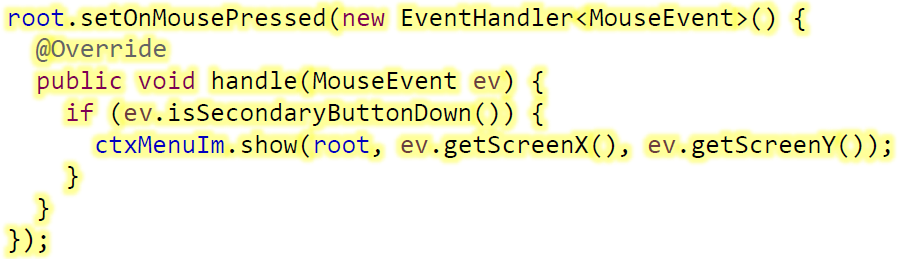 root.setOnMousePressed(new EventHandler<MouseEvent>() {
  @Override
  public void handle(MouseEvent ev) {
    if (ev.isSecondaryButtonDown()) {
      ctxMenuIm.show(root, ev.getScreenX(), ev.getScreenY());
    }
  }
});